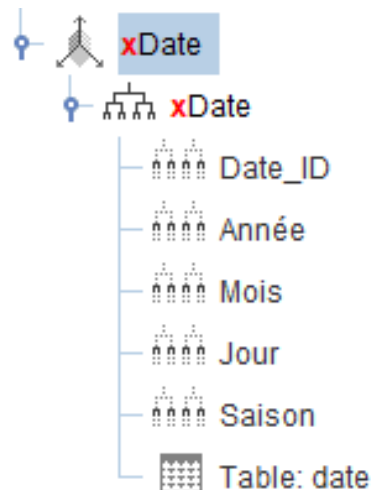 xDate
xDate
Date_ID
Année
Mois
Jour
Saison
Table: date